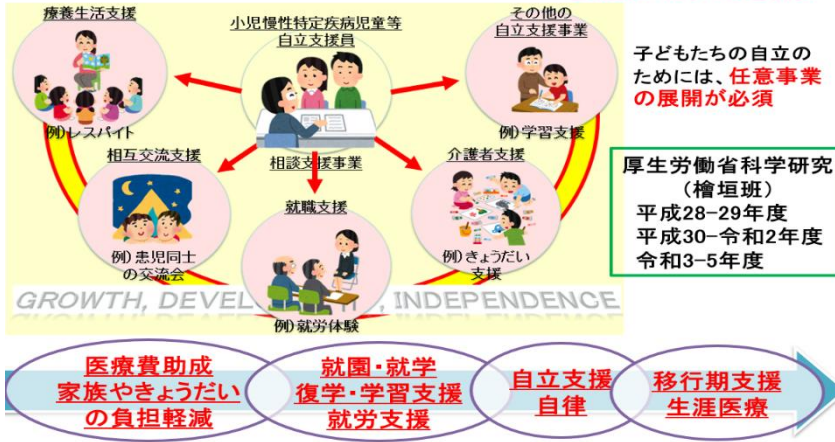 療養生活支援
小児慢性特定疾病児童等
自立支援員
その他の
自立支援事業
例)レスパイト
相談支援事業
例)学習支援
相互交流支援
例)患児同士
の交流会
就職支援
例)就労体験
介護者支援
例)きょうだい
支援
GROWTH, DEVEL , INDEPENDENCE
子どもたちの自立の
ためには、任意事業
の展開が必須
厚生労働省科学研究
(檜垣班)
平成28-29年度
平成30-令和2年度
令和3-5年度
医療費助成
家族やきょうだい
の負担軽減
就園・就学
復学・学習支援
就労支援
自立支援
自律
移行期支援
生涯医療